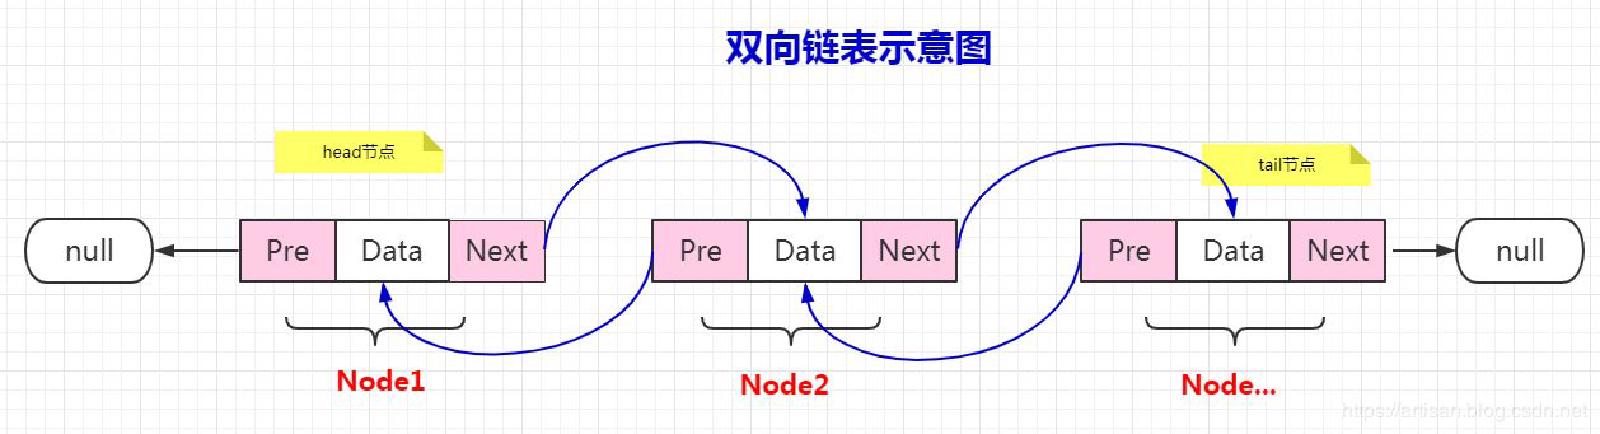 双向链表示意图
head节点
tail节点
null
Pre Data Next
Pre Data Next
Pre Data Next
null
Node1
Node2
Node...
https://artisan.blog.csdn.net